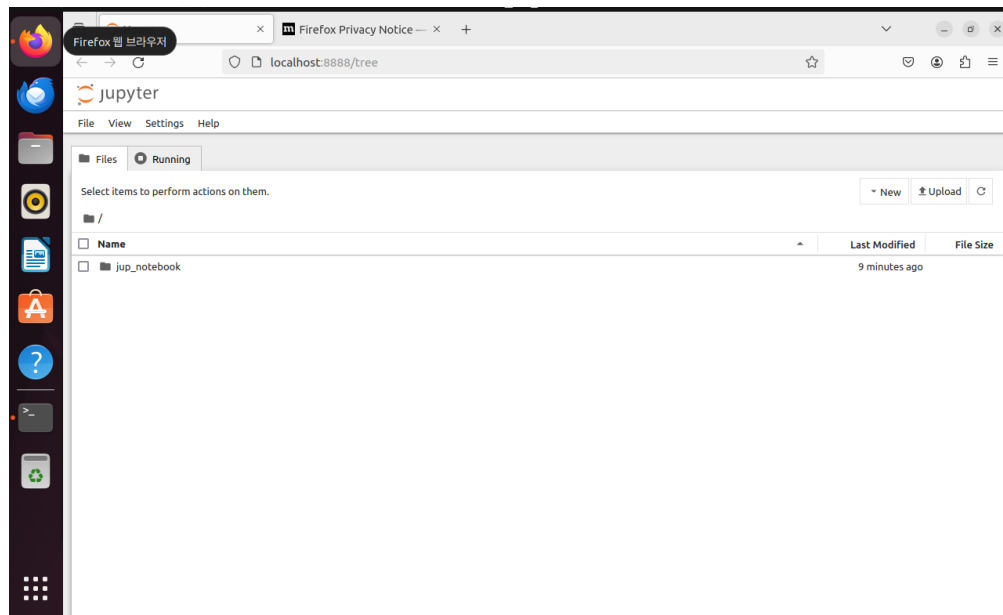 Firefox Privacy Notice —
Firefox 웹 브라우저
localhost:8888/tree
jupyter
File View Settings Help
Files Running
Select items to perform actions on them.
New Upload
/
Name Last Modified File Size
jup_notebook 9 minutes ago